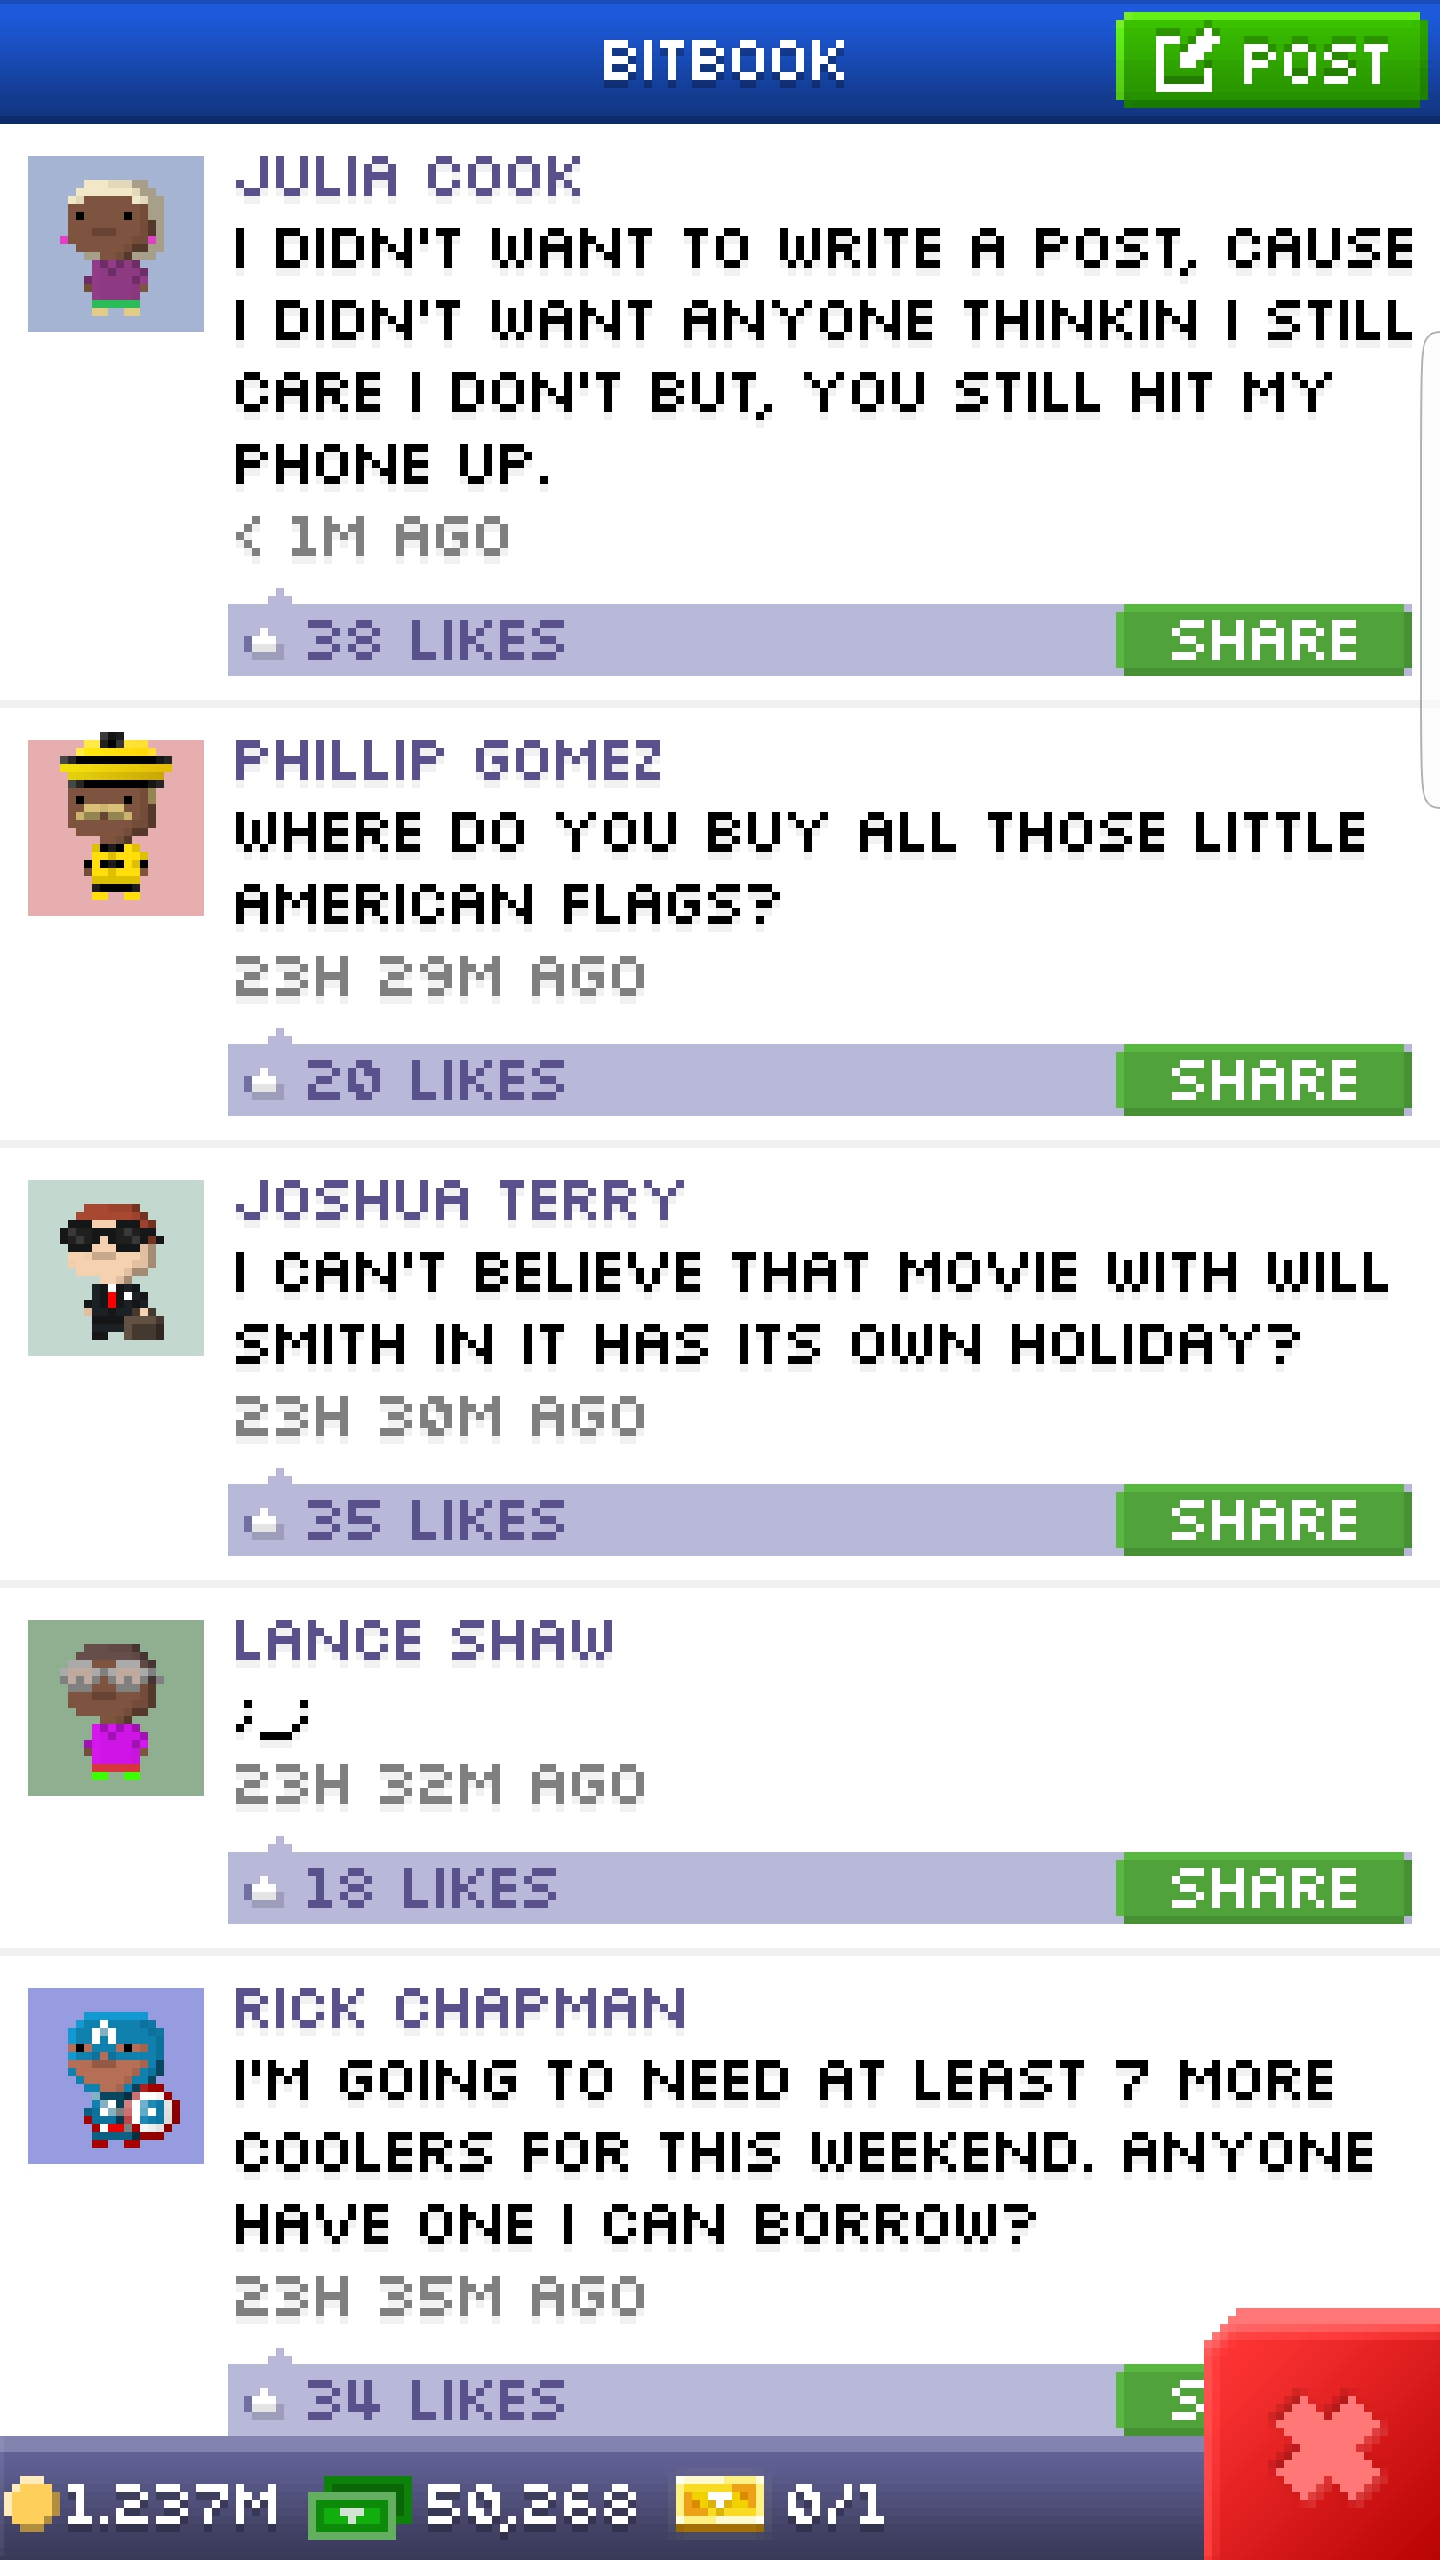 BITBOOK
POST
JULIA COOK
I DIDN'T WANT TO WRITE A POST, CAUSE
I DIDN'T WANT ANYONE THINKIN I STILL
CARE I DON'T BUT, YOU STILL HIT MY
PHONE UP.
< 1M AGO
38 LIKES
SHARE
PHILLIP GOMEZ
WHERE DO YOU BUY ALL THOSE LITTLE
AMERICAN FLAGS?
23H 29M AGO
20 LIKES
SHARE
JOSHUA TERRY
I CAN'T BELIEVE THAT MOVIE WITH WILL
SMITH IN IT HAS ITS OWN HOLIDAY?
23H 30M AGO
35 LIKES
SHARE
LANCE SHAW
;_;
23H 32M AGO
18 LIKES
SHARE
RICK CHAPMAN
I'M GOING TO NEED AT LEAST 7 MORE
COOLERS FOR THIS WEEKEND. ANYONE
HAVE ONE I CAN BORROW?
23H 35M AGO
34 LIKES
1.237M 50,268 0/1